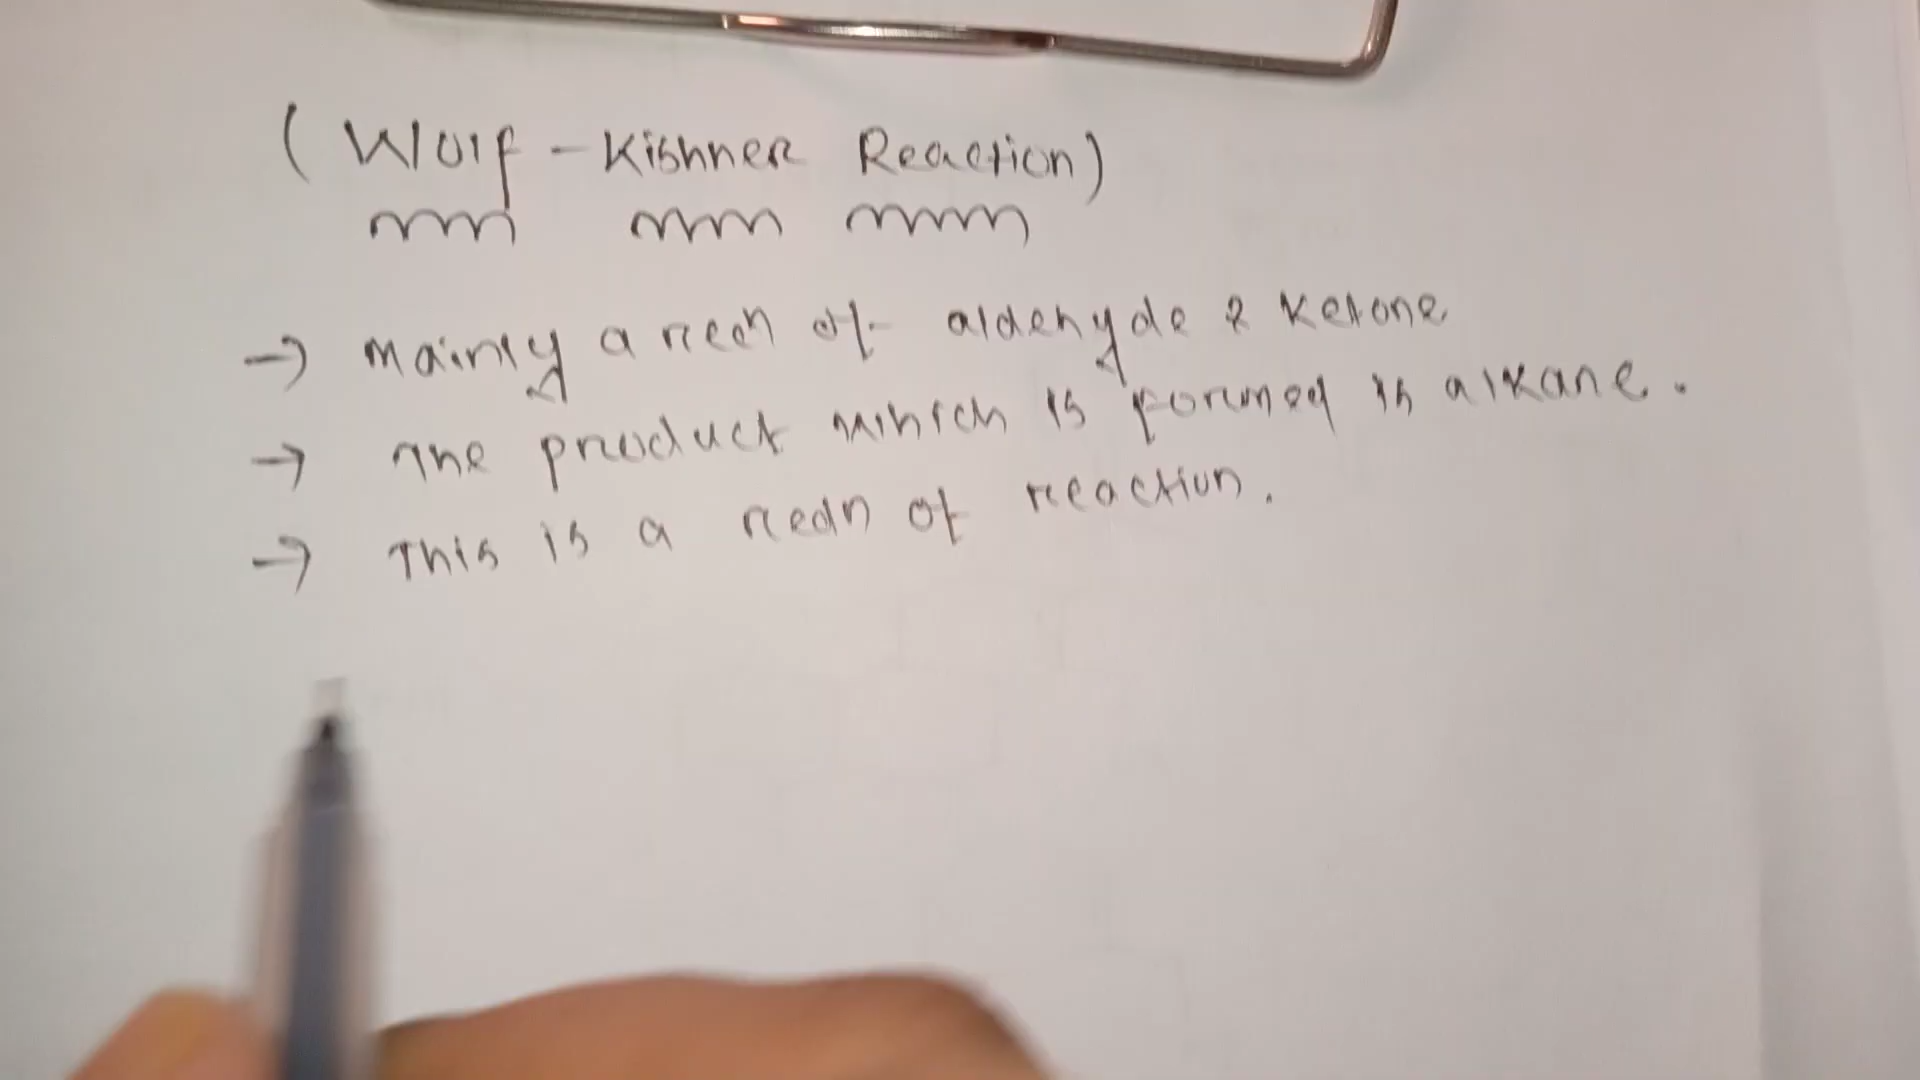 (Wolf - Kishner Reaction)
→ Mainly a recn of aldehyde & Ketone
→ The product which is formed is alkane.
→ This is a redn of reaction.